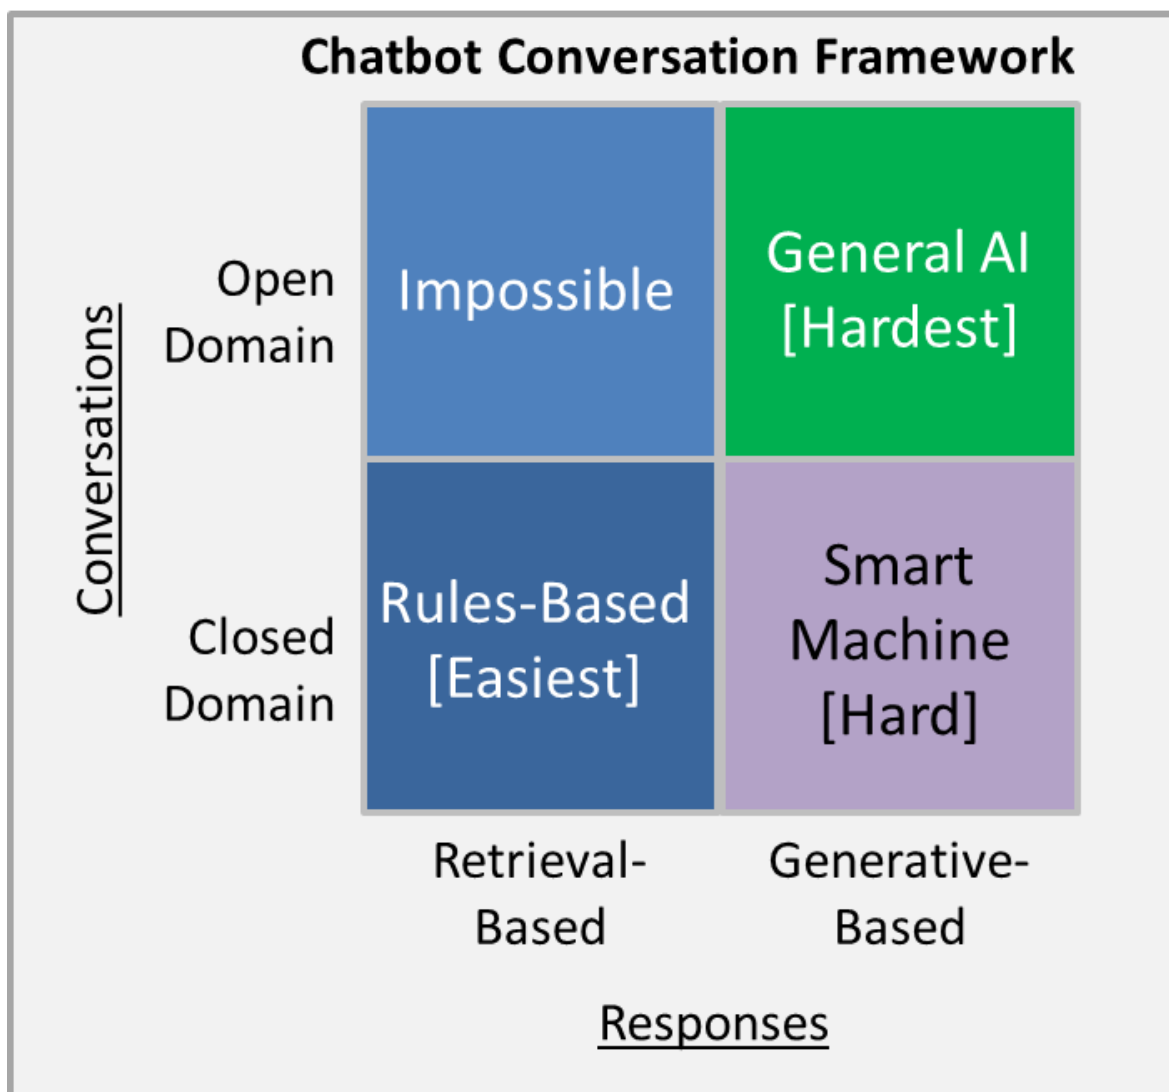 Chatbot Conversation Framework
Conversations
Open
Domain
Impossible
General AI
[Hardest]
Closed
Domain
Rules-Based
[Easiest]
Smart
Machine
[Hard]
Retrieval-
Based
Generative-
Based
Responses